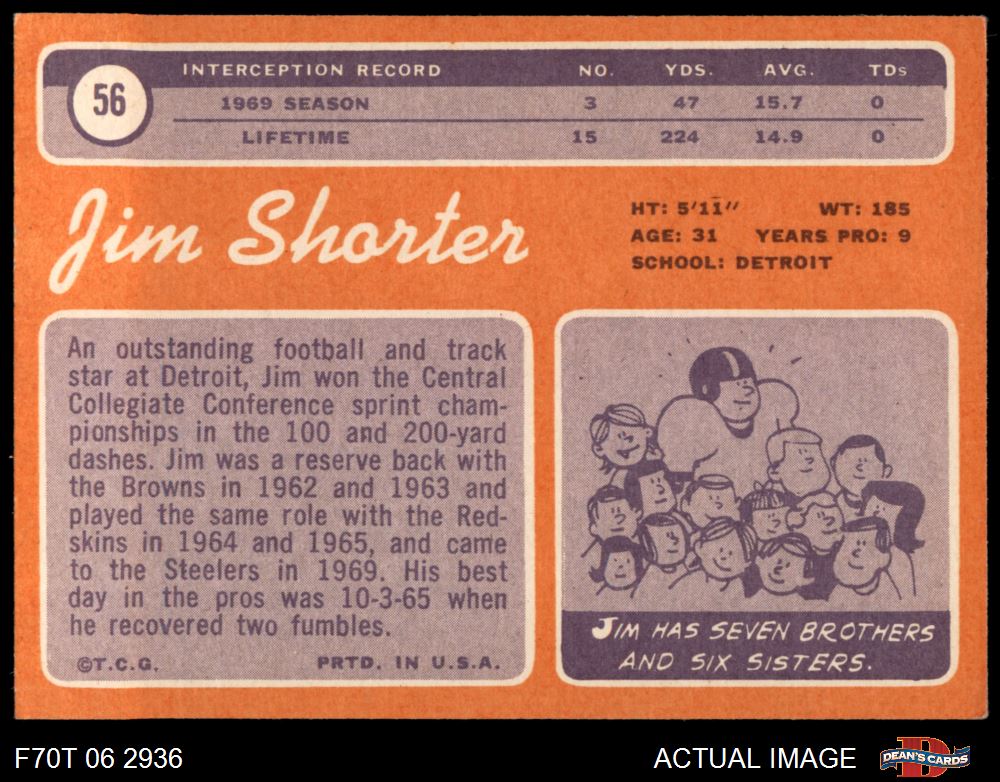 56
INTERCEPTION RECORD NO. YDS. AVG. TDs
1969 SEASON 3 47 15.7 0
LIFETIME 15 224 14.9 0
Jim Shorter
HT: 5'11" WT: 185
AGE: 31 YEARS PRO: 9
SCHOOL: DETROIT
An outstanding football and track
star at Detroit, Jim won the Central
Collegiate Conference sprint cham-
pionships in the 100 and 200-yard
dashes. Jim was a reserve back with
the Browns in 1962 and 1963 and
played the same role with the Red-
skins in 1964 and 1965, and came
to the Steelers in 1969. His best
day in the pros was 10-3-65 when
he recovered two fumbles.
©T.C.G. PRTD. IN U.S.A.
JIM HAS SEVEN BROTHERS
AND SIX SISTERS.
F70T 06 2936 ACTUAL IMAGE
D
DEAN'S CARDS